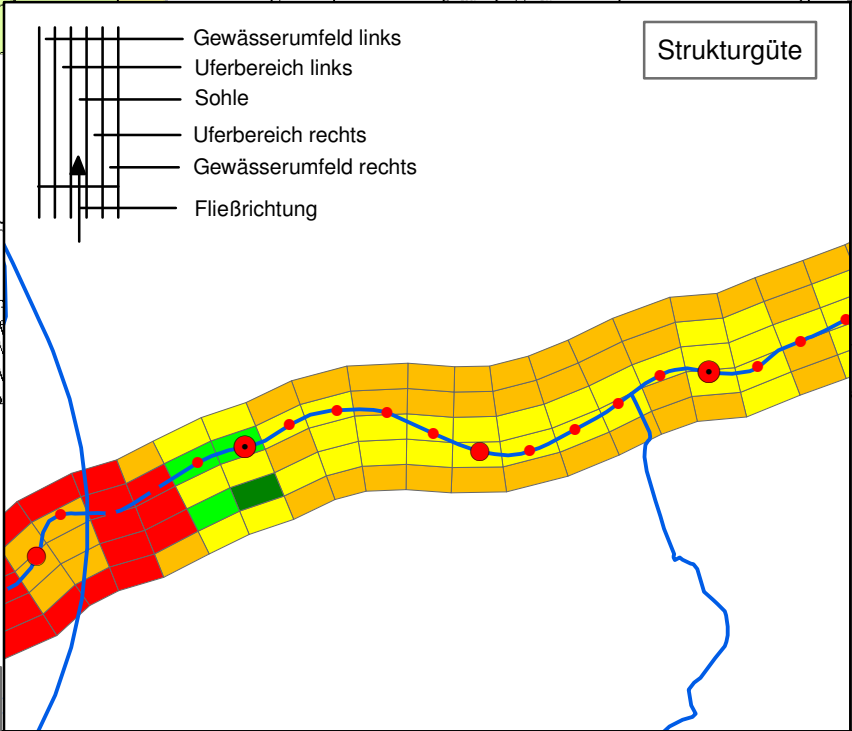 Gewässerumfeld links
Uferbereich links
Sohle
Uferbereich rechts
Gewässerumfeld rechts
Fließrichtung
Strukturgüte